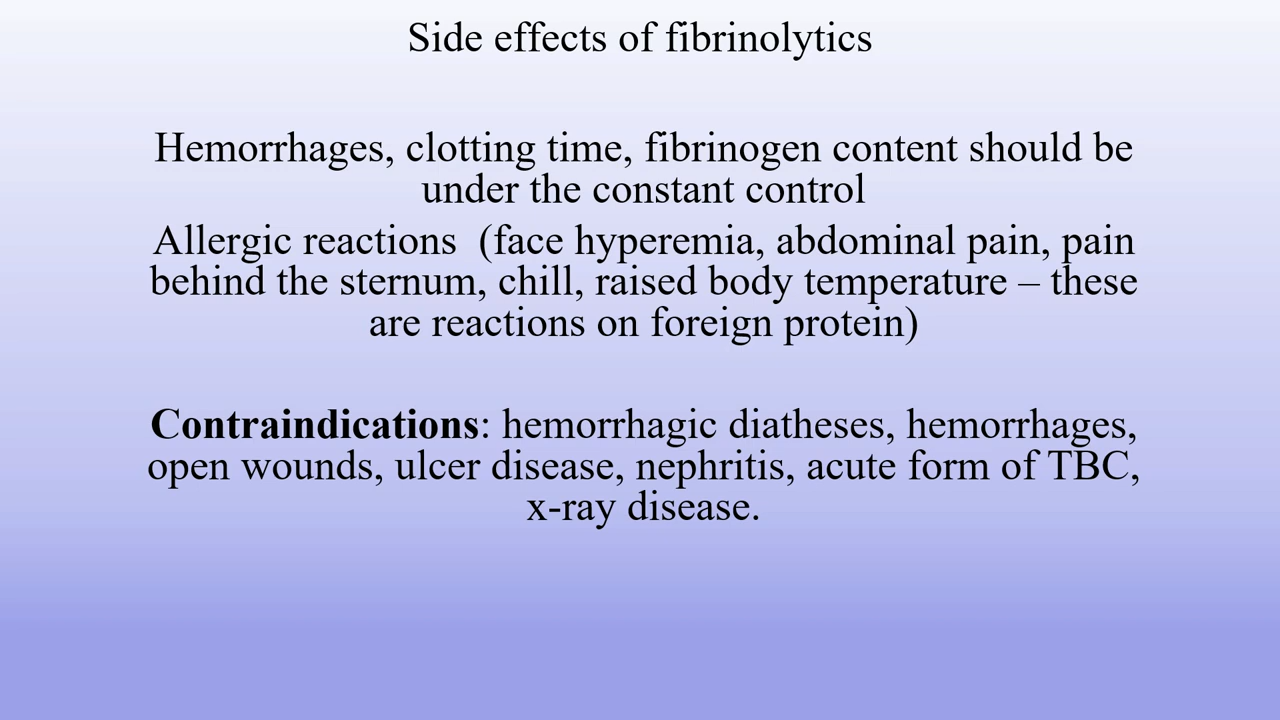 Side effects of fibrinolytics
Hemorrhages, clotting time, fibrinogen content should be
under the constant control
Allergic reactions  (face hyperemia, abdominal pain, pain
behind the sternum, chill, raised body temperature – these
are reactions on foreign protein)
Contraindications: hemorrhagic diatheses, hemorrhages,
open wounds, ulcer disease, nephritis, acute form of TBC,
x-ray disease.